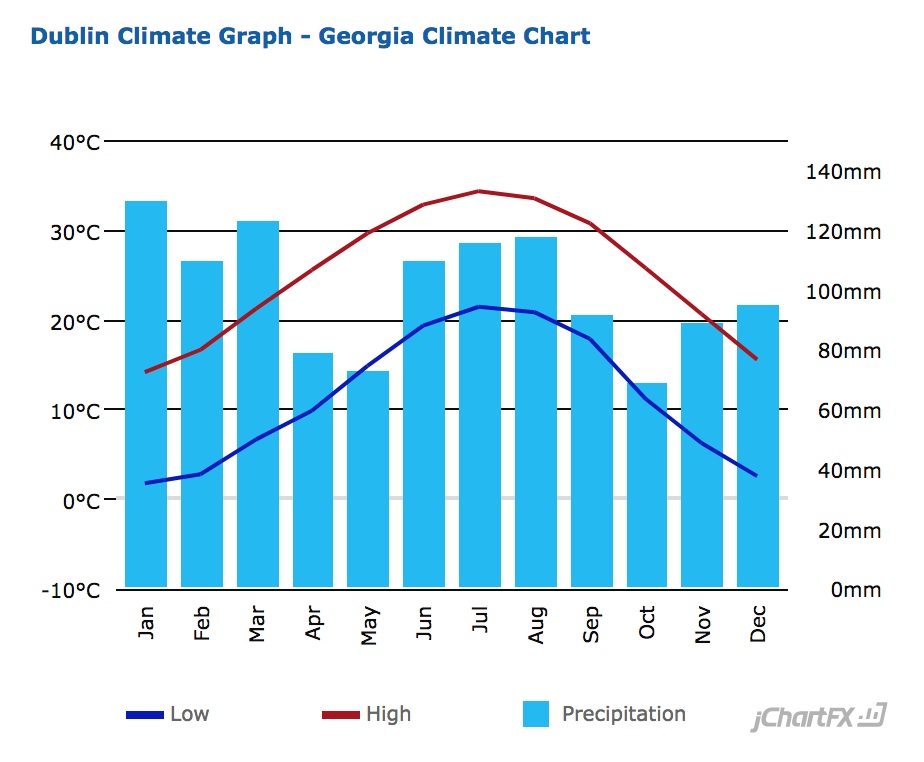 Dublin Climate Graph - Georgia Climate Chart
40°C
30°C
20°C
10°C
0°C
-10°C
140mm
120mm
100mm
80mm
60mm
40mm
20mm
0mm
Jan
Feb
Mar
Apr
May
Jun
Jul
Aug
Sep
Oct
Nov
Dec
Low
High
Precipitation
jChartFX